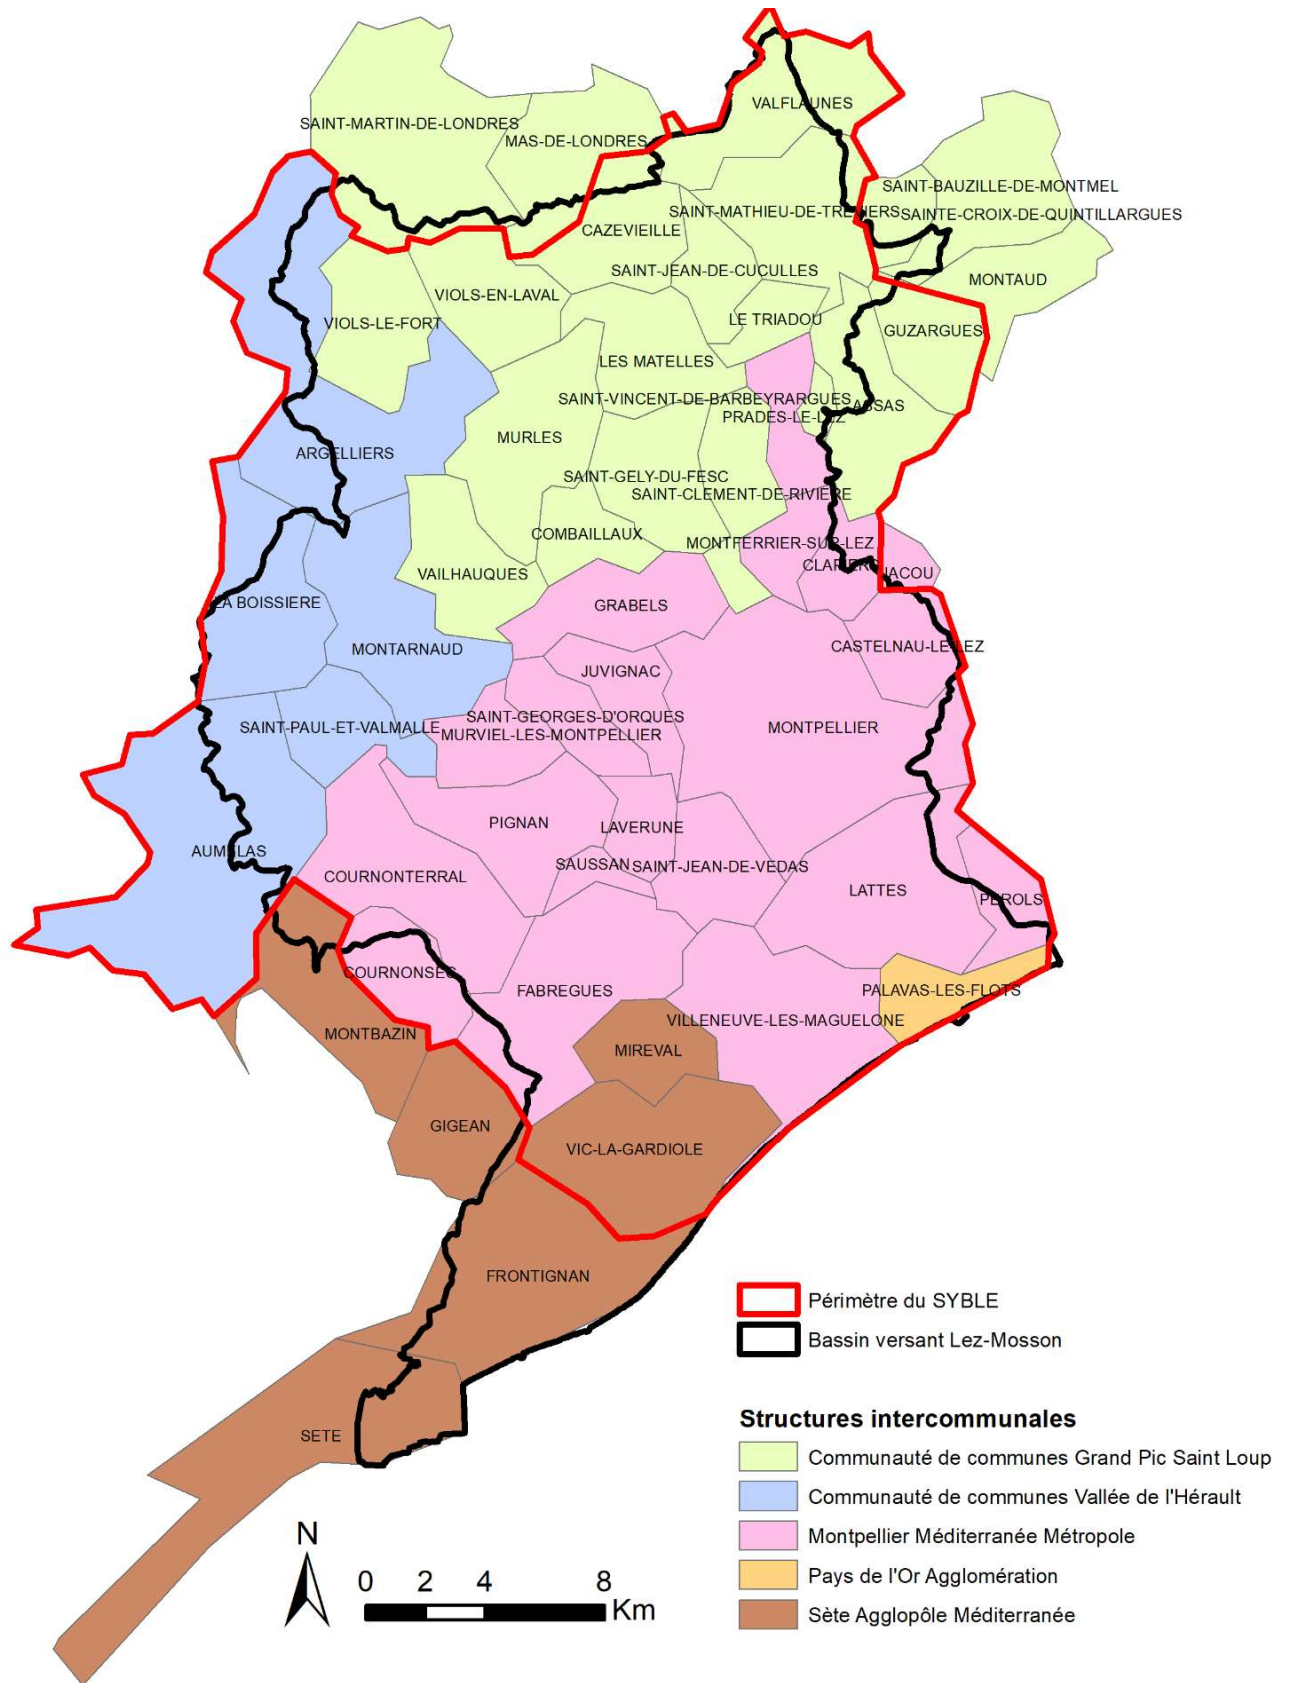 VALFLAUNES
SAINT-MARTIN-DE-LONDRES
MAS-DE-LONDRES
SAINT-BAUZILLE-DE-MONTMEL
SAINT-MATHIEU-DE-TREVIERS
SAINTE-CROIX-DE-QUINTILLARGUES
CAZEVIEILLE
SAINT-JEAN-DE-CUCULLES
MONTAUD
VIOLS-EN-LAVAL
VIOLS-LE-FORT
LE TRIADOU
GUZARGUES
LES MATELLES
SAINT-VINCENT-DE-BARBEYRARGUES
ASSAS
PRADES-LE-LEZ
MURLES
ARGELLIERS
SAINT-GELY-DU-FESC
SAINT-CLEMENT-DE-RIVIERE
COMBAILLAUX
MONTFERRIER-SUR-LEZ
CLAPIERS
JACOU
VAILHAUQUES
LA BOISSIERE
GRABELS
MONTARNAUD
CASTELNAU-LE-LEZ
JUVIGNAC
SAINT-GEORGES-D'ORQUES
SAINT-PAUL-ET-VALMALLE
MONTPELLIER
MURVIEL-LES-MONTPELLIER
PIGNAN
LAVERUNE
AUMELAS
SAUSSAN
SAINT-JEAN-DE-VEDAS
COURNONTERRAL
LATTES
PEROLS
COURNONSEC
FABREGUES
PALAVAS-LES-FLOTS
VILLENEUVE-LES-MAGUELONE
MONTBAZIN
MIREVAL
GIGEAN
VIC-LA-GARDIOLE
FRONTIGNAN
SETE
Périmètre du SYBLE
Bassin versant Lez-Mosson
Structures intercommunales
Communauté de communes Grand Pic Saint Loup
Communauté de communes Vallée de l'Hérault
Montpellier Méditerranée Métropole
Pays de l'Or Agglomération
Sète Agglopôle Méditerranée
N
0 2 4 8
Km